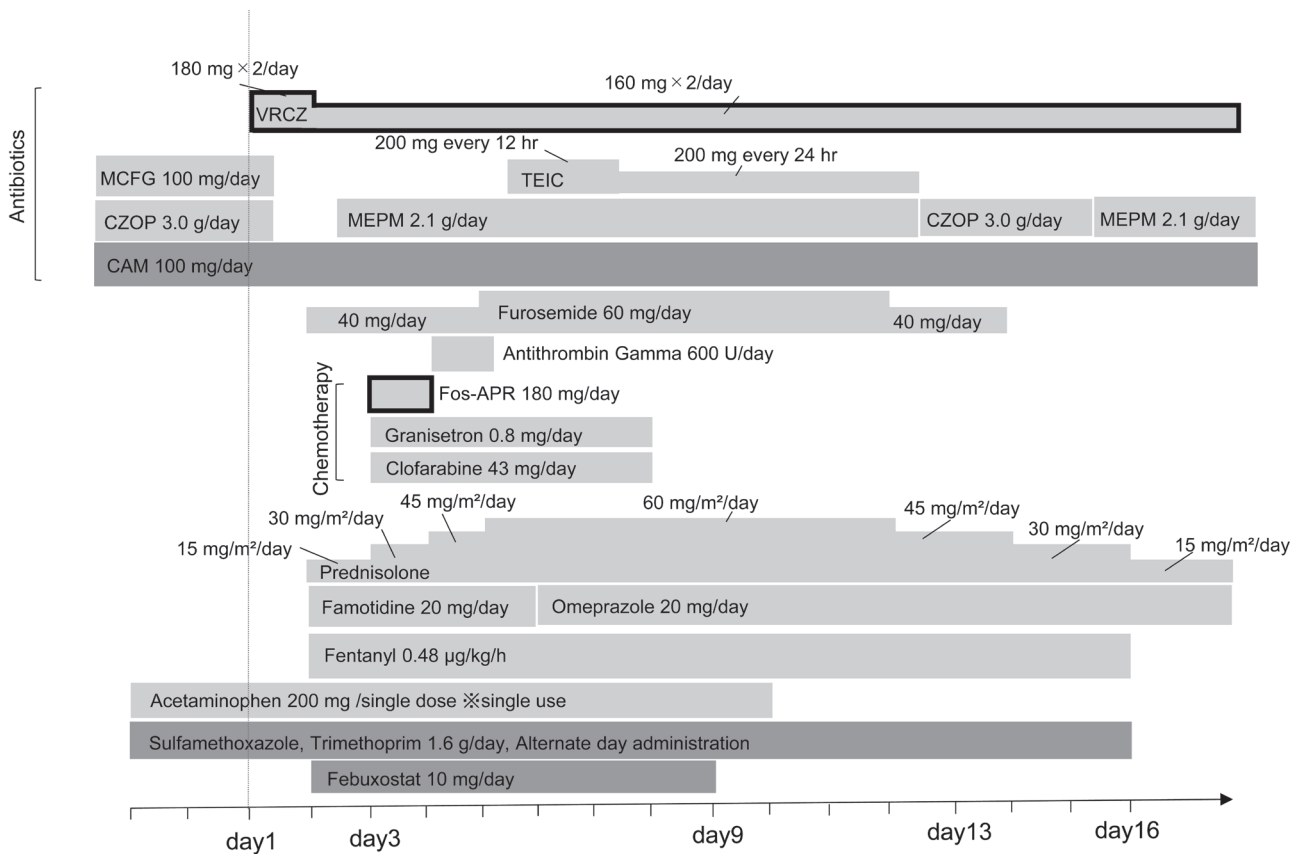 180 mg×2/day
160 mg×2/day
VRCZ
Antibiotics
200 mg every 12 hr
200 mg every 24 hr
TEIC
MCFG 100 mg/day
CZOP 3.0 g/day
MEPM 2.1 g/day
CZOP 3.0 g/day
MEPM 2.1 g/day
CAM 100 mg/day
40 mg/day
Furosemide 60 mg/day
40 mg/day
Antithrombin Gamma 600 U/day
Chemotherapy
Fos-APR 180 mg/day
Granisetron 0.8 mg/day
Clofarabine 43 mg/day
15 mg/m²/day
30 mg/m²/day
45 mg/m²/day
60 mg/m²/day
45 mg/m²/day
30 mg/m²/day
15 mg/m²/day
Prednisolone
Famotidine 20 mg/day
Omeprazole 20 mg/day
Fentanyl 0.48 μg/kg/h
Acetaminophen 200 mg /single dose ※single use
Sulfamethoxazole, Trimethoprim 1.6 g/day, Alternate day administration
Febuxostat 10 mg/day
day1
day3
day9
day13
day16